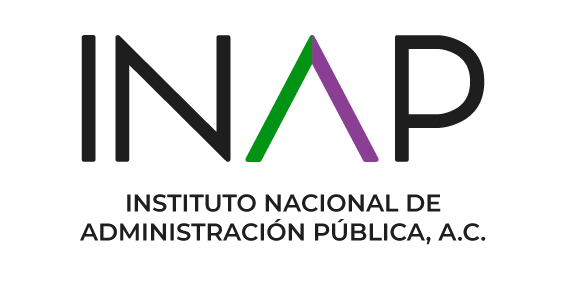 INAP
INSTITUTO NACIONAL DE
ADMINISTRACIÓN PÚBLICA, A.C.